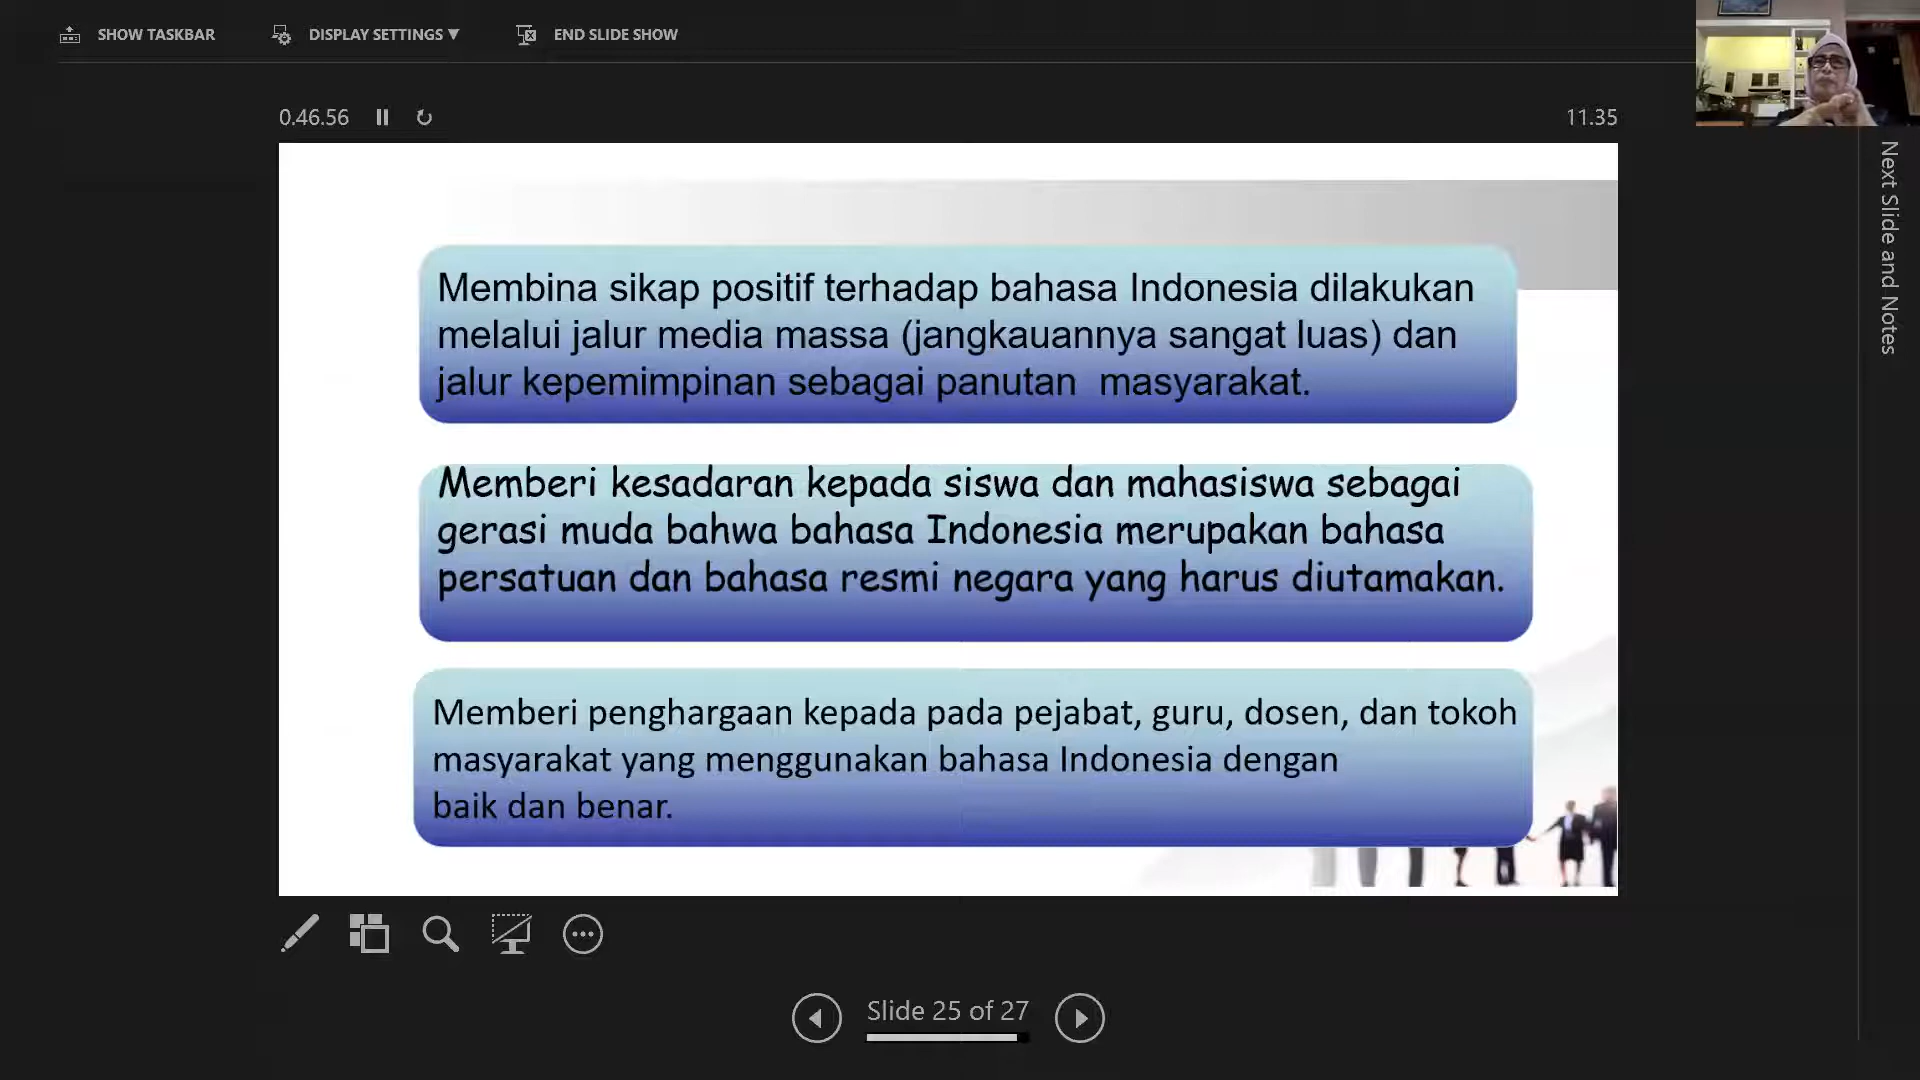 SHOW TASKBAR
DISPLAY SETTINGS ▼
END SLIDE SHOW
0.46.56
11.35
Next Slide and Notes
Membina sikap positif terhadap bahasa Indonesia dilakukan
melalui jalur media massa (jangkauannya sangat luas) dan
jalur kepemimpinan sebagai panutan masyarakat.
Memberi kesadaran kepada siswa dan mahasiswa sebagai
gerasi muda bahwa bahasa Indonesia merupakan bahasa
persatuan dan bahasa resmi negara yang harus diutamakan.
Memberi penghargaan kepada pada pejabat, guru, dosen, dan tokoh
masyarakat yang menggunakan bahasa Indonesia dengan
baik dan benar.
Slide 25 of 27